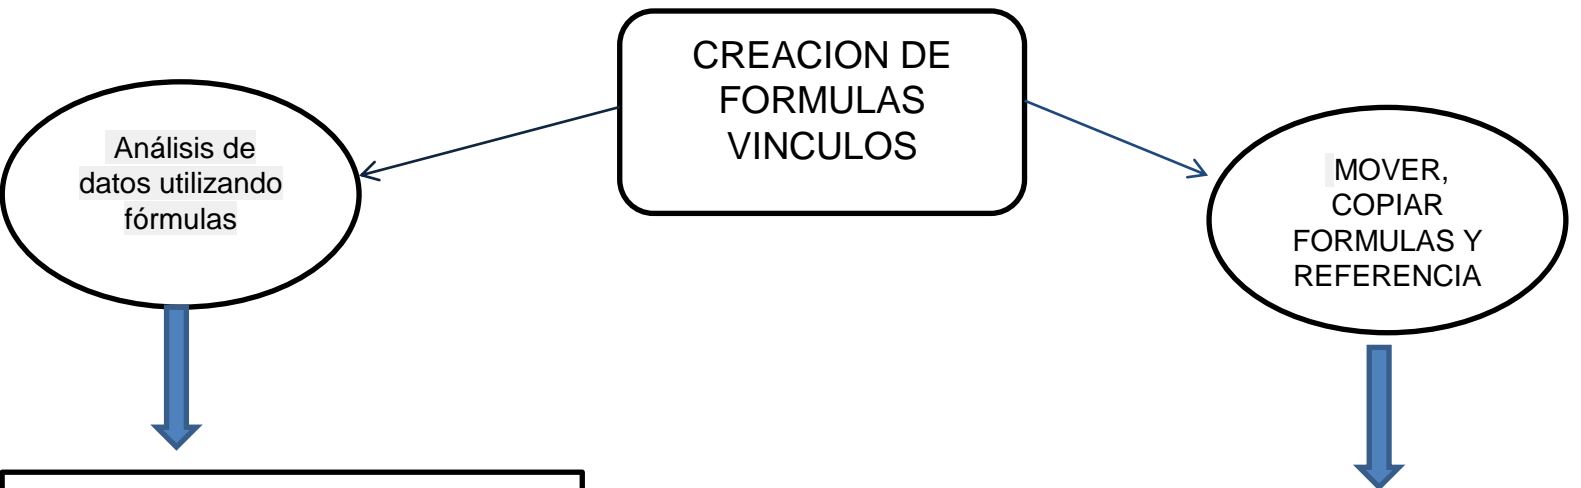 CREACION DE
FORMULAS
VINCULOS
Análisis de
datos utilizando
fórmulas
MOVER,
COPIAR
FORMULAS Y
REFERENCIA